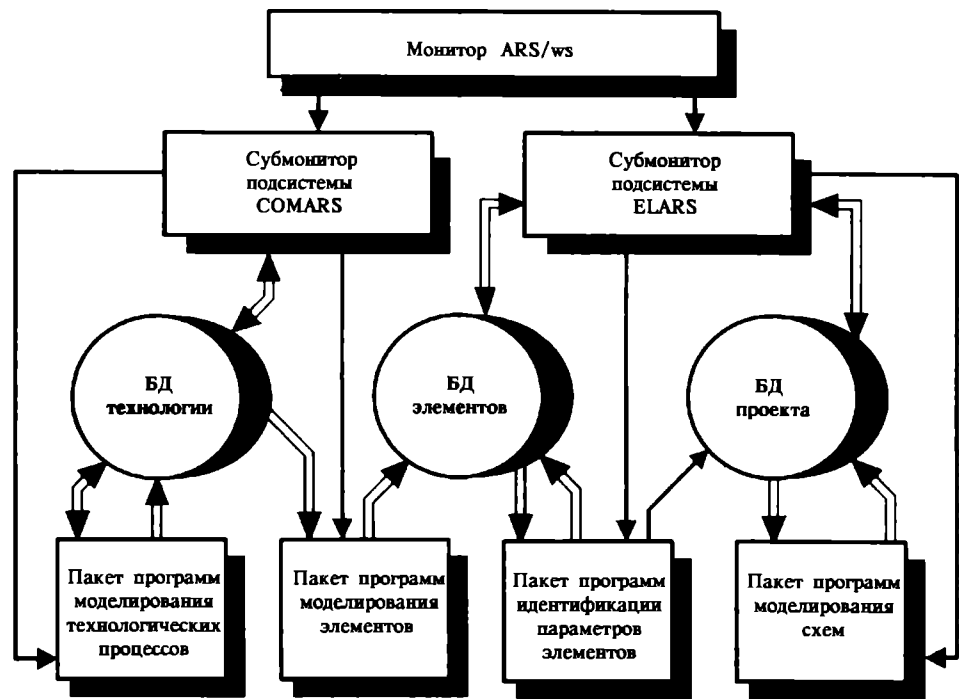 Монитор ARS/ws
Субмонитор
подсистемы
COMARS
Субмонитор
подсистемы
ELARS
БД
технологии
БД
элементов
БД
проекта
Пакет программ
моделирования
технологических
процессов
Пакет программ
моделирования
элементов
Пакет программ
идентификации
параметров
элементов
Пакет программ
моделирования
схем